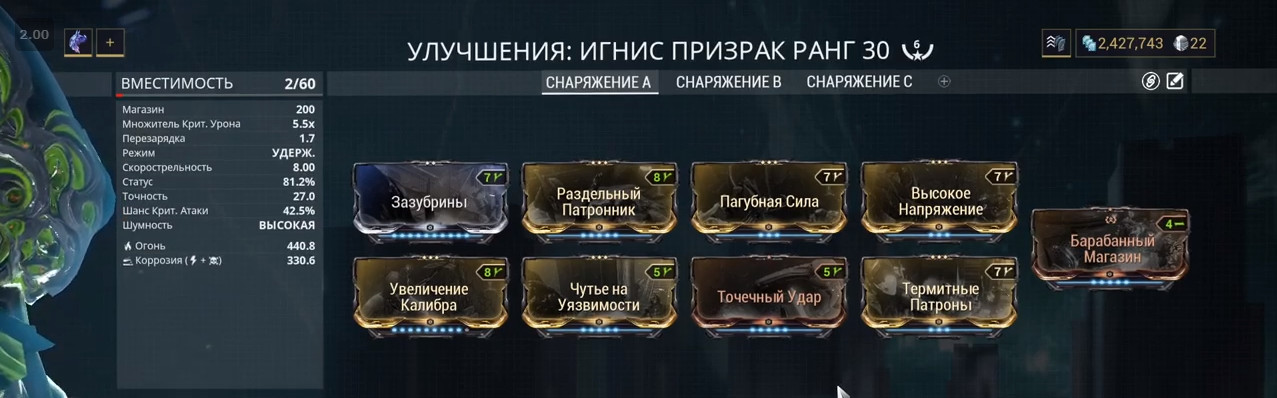 2.00
УЛУЧШЕНИЯ: ИГНИС ПРИЗРАК РАНГ 30 6
2,427,743 22
ВМЕСТИМОСТЬ 2/60
СНАРЯЖЕНИЕ A СНАРЯЖЕНИЕ B СНАРЯЖЕНИЕ C
Магазин 200
Множитель Крит. Урона 5.5x
Перезарядка 1.7
Режим УДЕРЖ.
Скорострельность 8.00
Статус 81.2%
Точность 27.0
Шанс Крит. Атаки 42.5%
Шумность ВЫСОКАЯ
Огонь 440.8
Коррозия ( + ) 330.6
7
Зазубрины
8
Раздельный
Патронник
7
Пагубная Сила
7
Высокое
Напряжение
4
Барабанный
Магазин
8
Увеличение
Калибра
5
Чутье на
Уязвимости
5
Точечный Удар
7
Термитные
Патроны